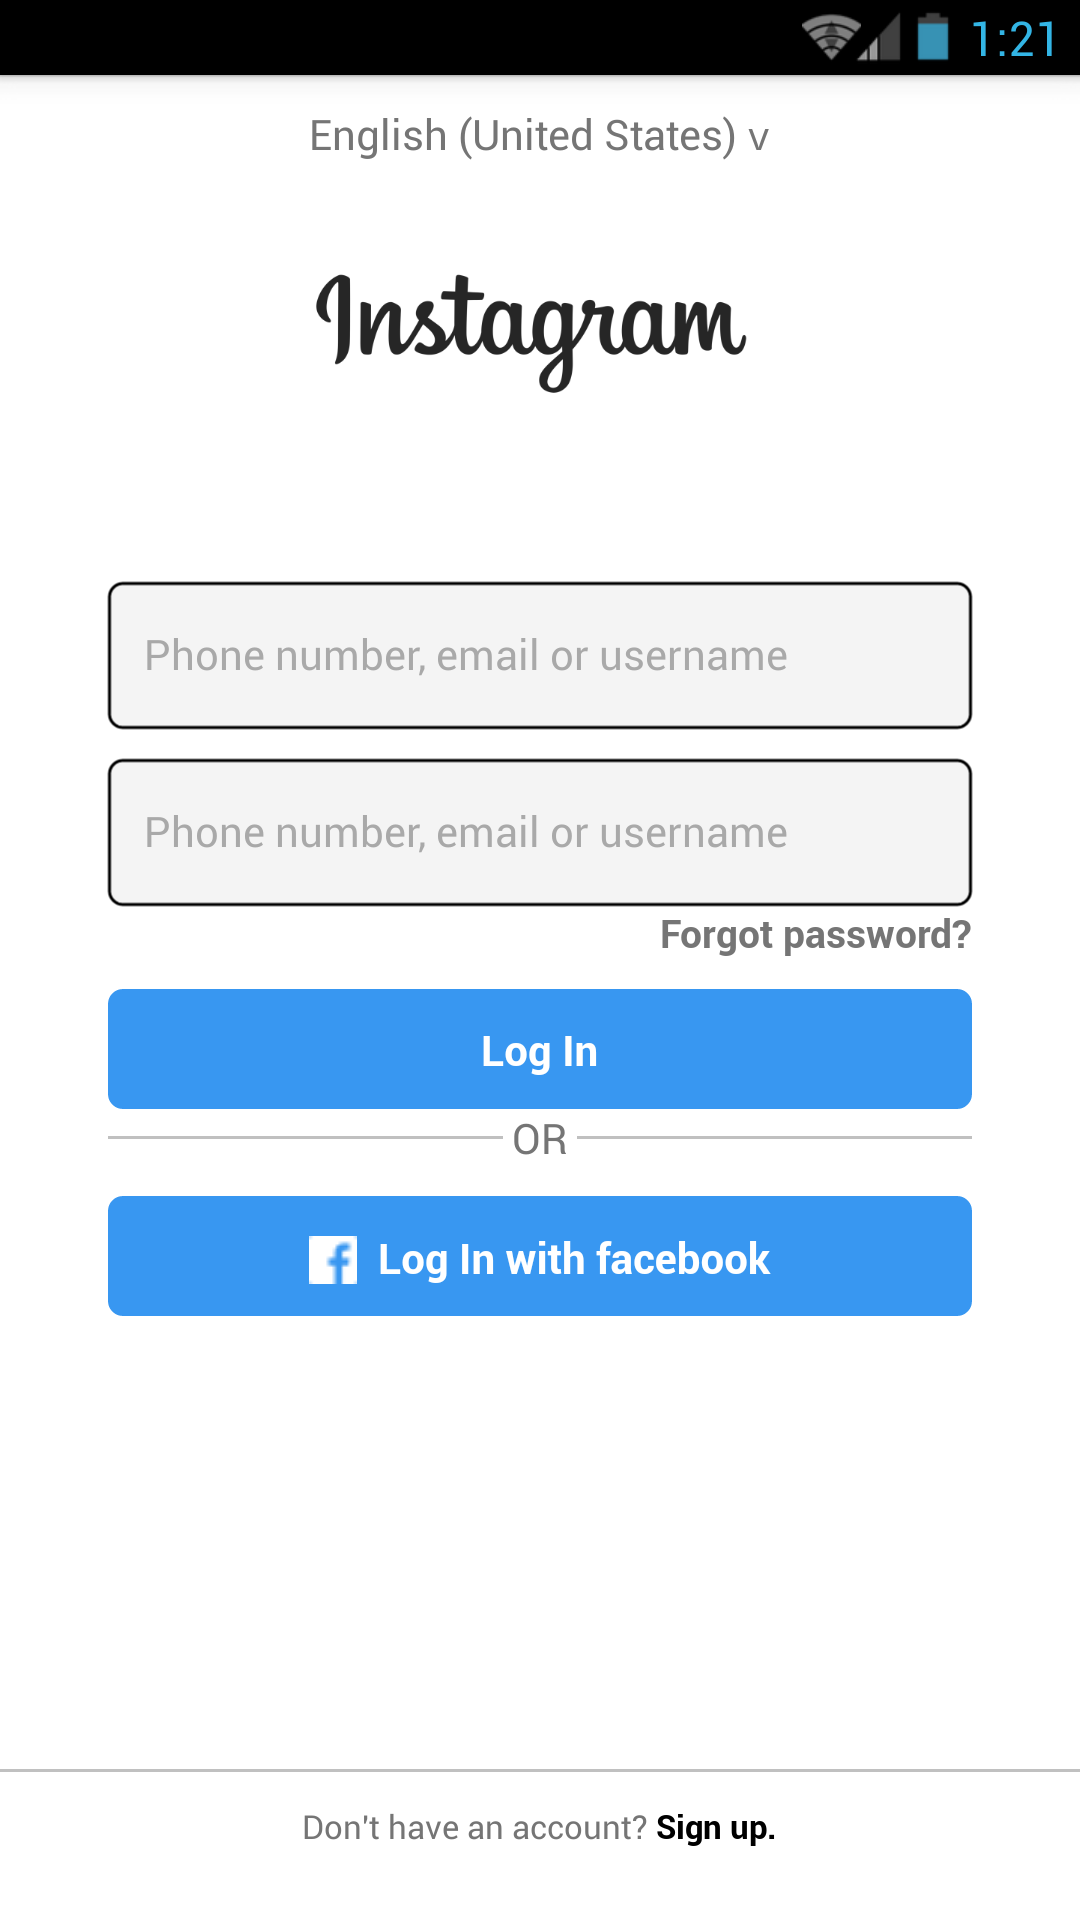 1:21
English (United States) v
Instagram
Phone number, email or username
Phone number, email or username
Forgot password?
Log In
OR
f Log In with facebook
Don't have an account? Sign up.